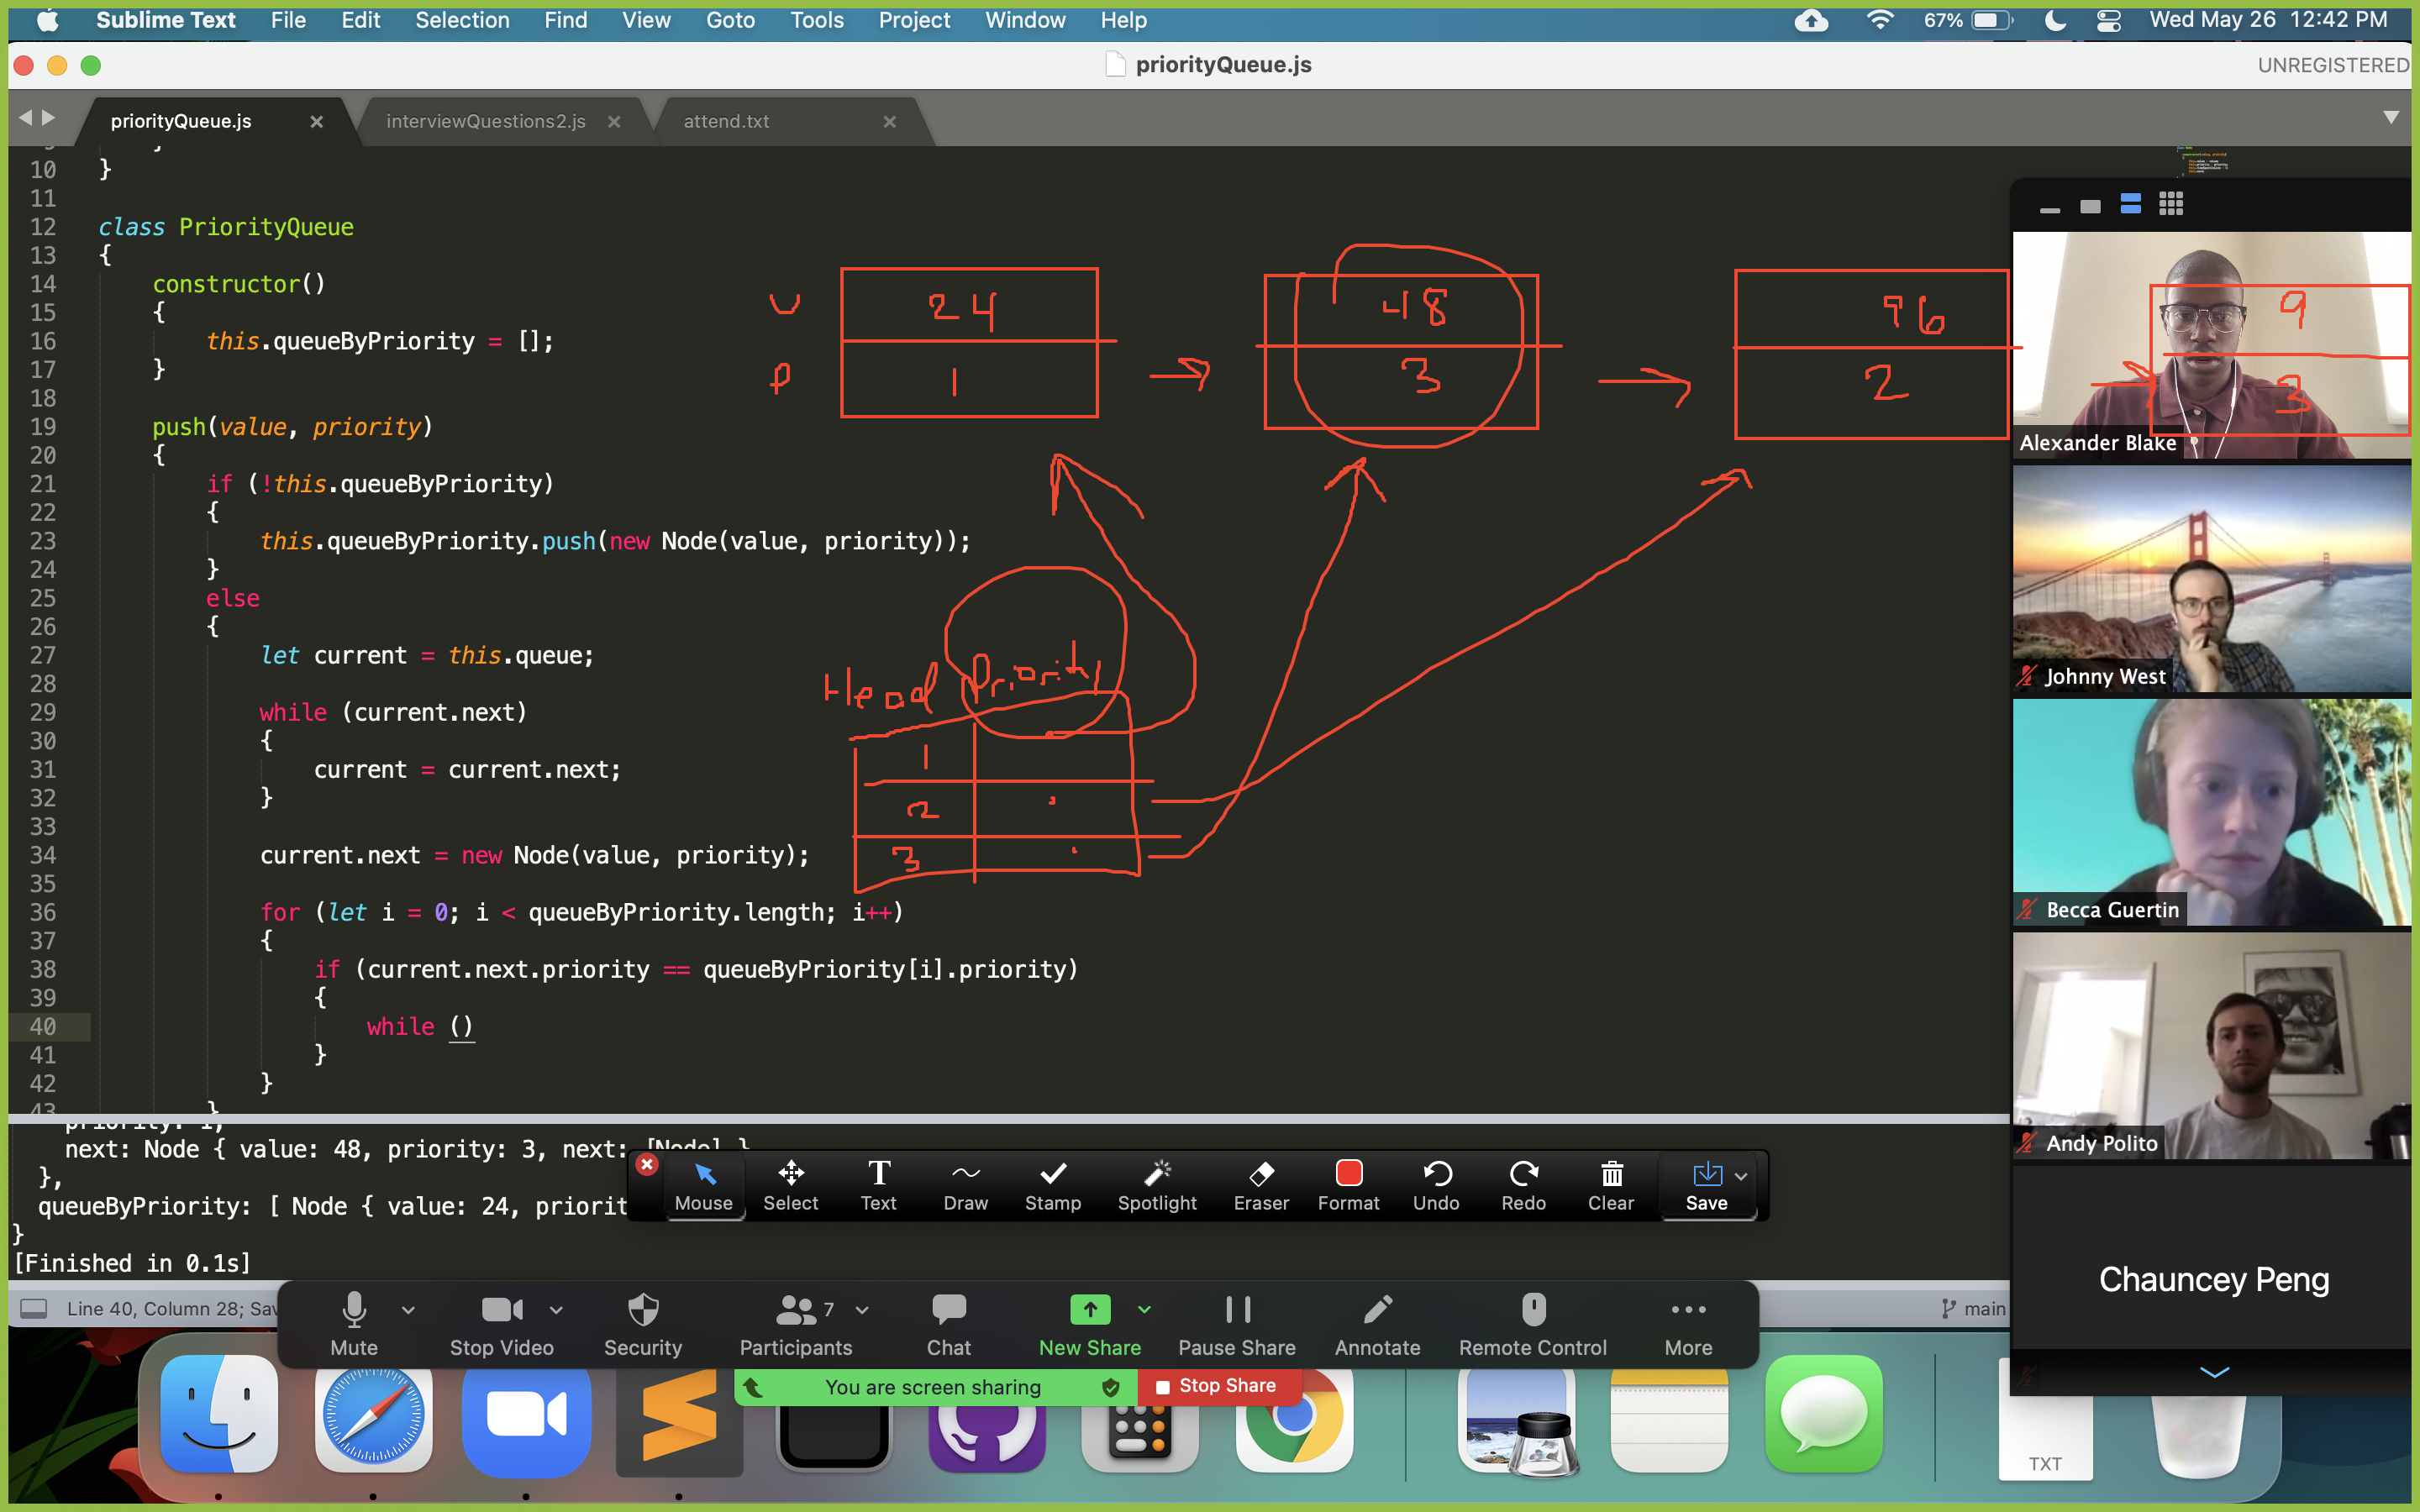 Sublime Text File Edit Selection Find View Goto Tools Project Window Help 67% Wed May 26 12:42 PM
priorityQueue.js UNREGISTERED
priorityQueue.js interviewQuestions2.js attend.txt
10 }
11
12 class PriorityQueue
13 {
14 constructor()
15 {
16 this.queueByPriority = [];
17 }
18
19 push(value, priority)
20 {
21 if (!this.queueByPriority)
22 {
23 this.queueByPriority.push(new Node(value, priority));
24 }
25 else
26 {
27 let current = this.queue;
28
29 while (current.next)
30 {
31 current = current.next;
32 }
33
34 current.next = new Node(value, priority);
35
36 for (let i = 0; i < queueByPriority.length; i++)
37 {
38 if (current.next.priority == queueByPriority[i].priority)
39 {
40 while ()
41 }
42 }
43 }
v 24 48 96 9
P 1 3 2 3
Head Priority
1
2
3
Alexander Blake
Johnny West
Becca Guertin
Andy Polito
Chauncey Peng
priority: 1,
next: Node { value: 48, priority: 3, next: [Node] }
},
queueByPriority: [ Node { value: 24, priorit
}
[Finished in 0.1s]
Mouse Select Text Draw Stamp Spotlight Eraser Format Undo Redo Clear Save
Line 40, Column 28; Sav main
7
Mute Stop Video Security Participants Chat New Share Pause Share Annotate Remote Control More
You are screen sharing Stop Share
TXT